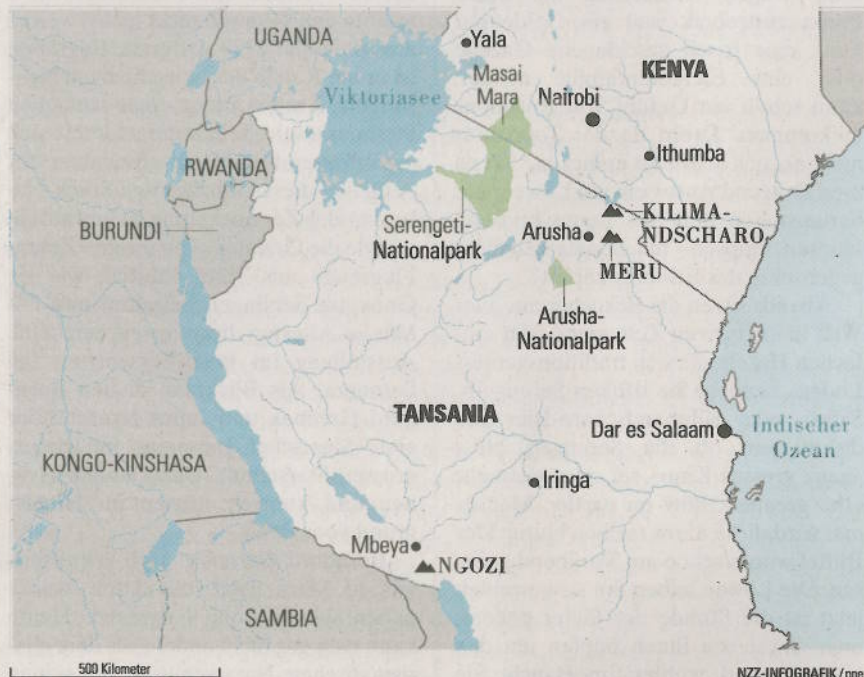 UGANDA
Yala
Masai
Mara
KENYA
Viktoriasee
Nairobi
Ithumba
RWANDA
BURUNDI
Serengeti-
Nationalpark
Arusha
KILIMA-
NDSCHARO
MERU
Arusha-
Nationalpark
TANSANIA
Dar es Salaam
Indischer
Ozean
KONGO-KINSHASA
Iringa
Mbeya
NGOZI
SAMBIA
500 Kilometer
NZZ-INFOGRAFIK/